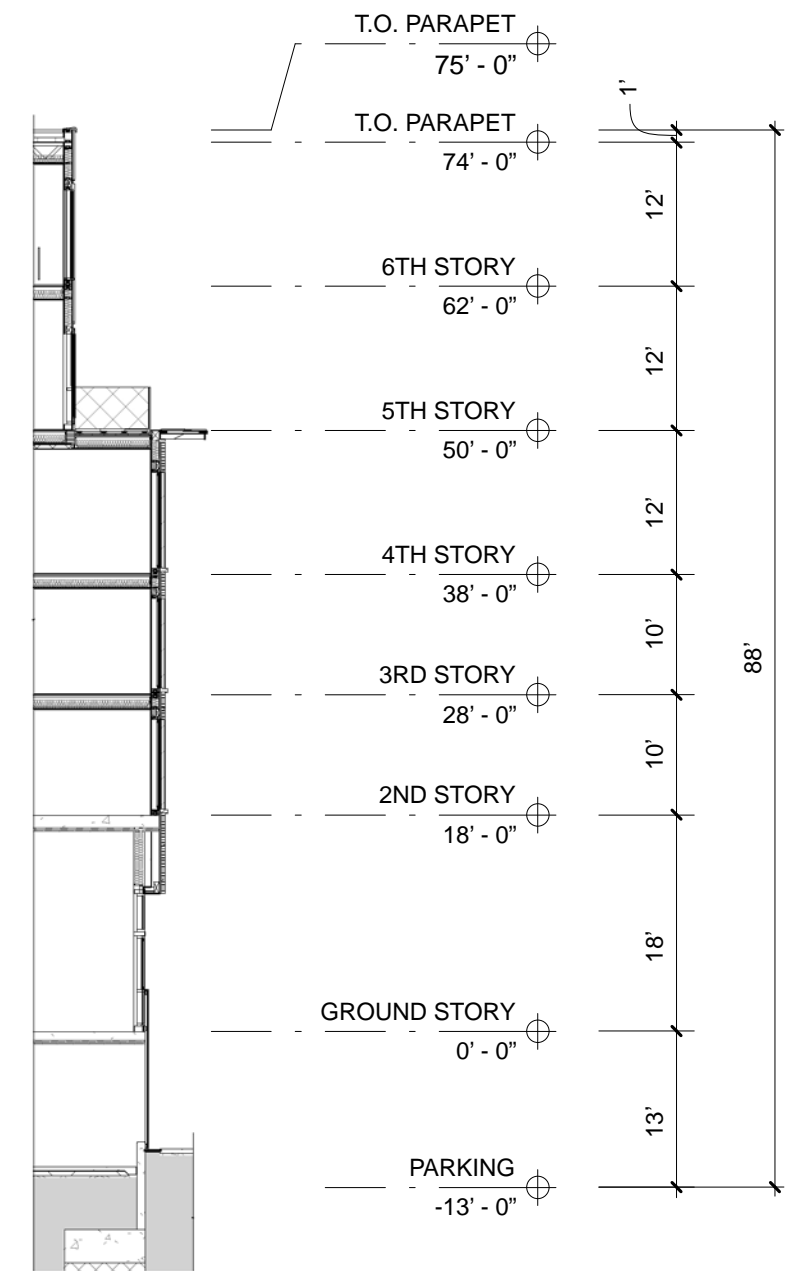 T.O. PARAPET
75’ - 0”
T.O. PARAPET
74’ - 0”
1’
12’
6TH STORY
62’ - 0”
12’
5TH STORY
50’ - 0”
12’
4TH STORY
38’ - 0”
10’
88’
3RD STORY
28’ - 0”
10’
2ND STORY
18’ - 0”
18’
GROUND STORY
0’ - 0”
13’
PARKING
-13’ - 0”